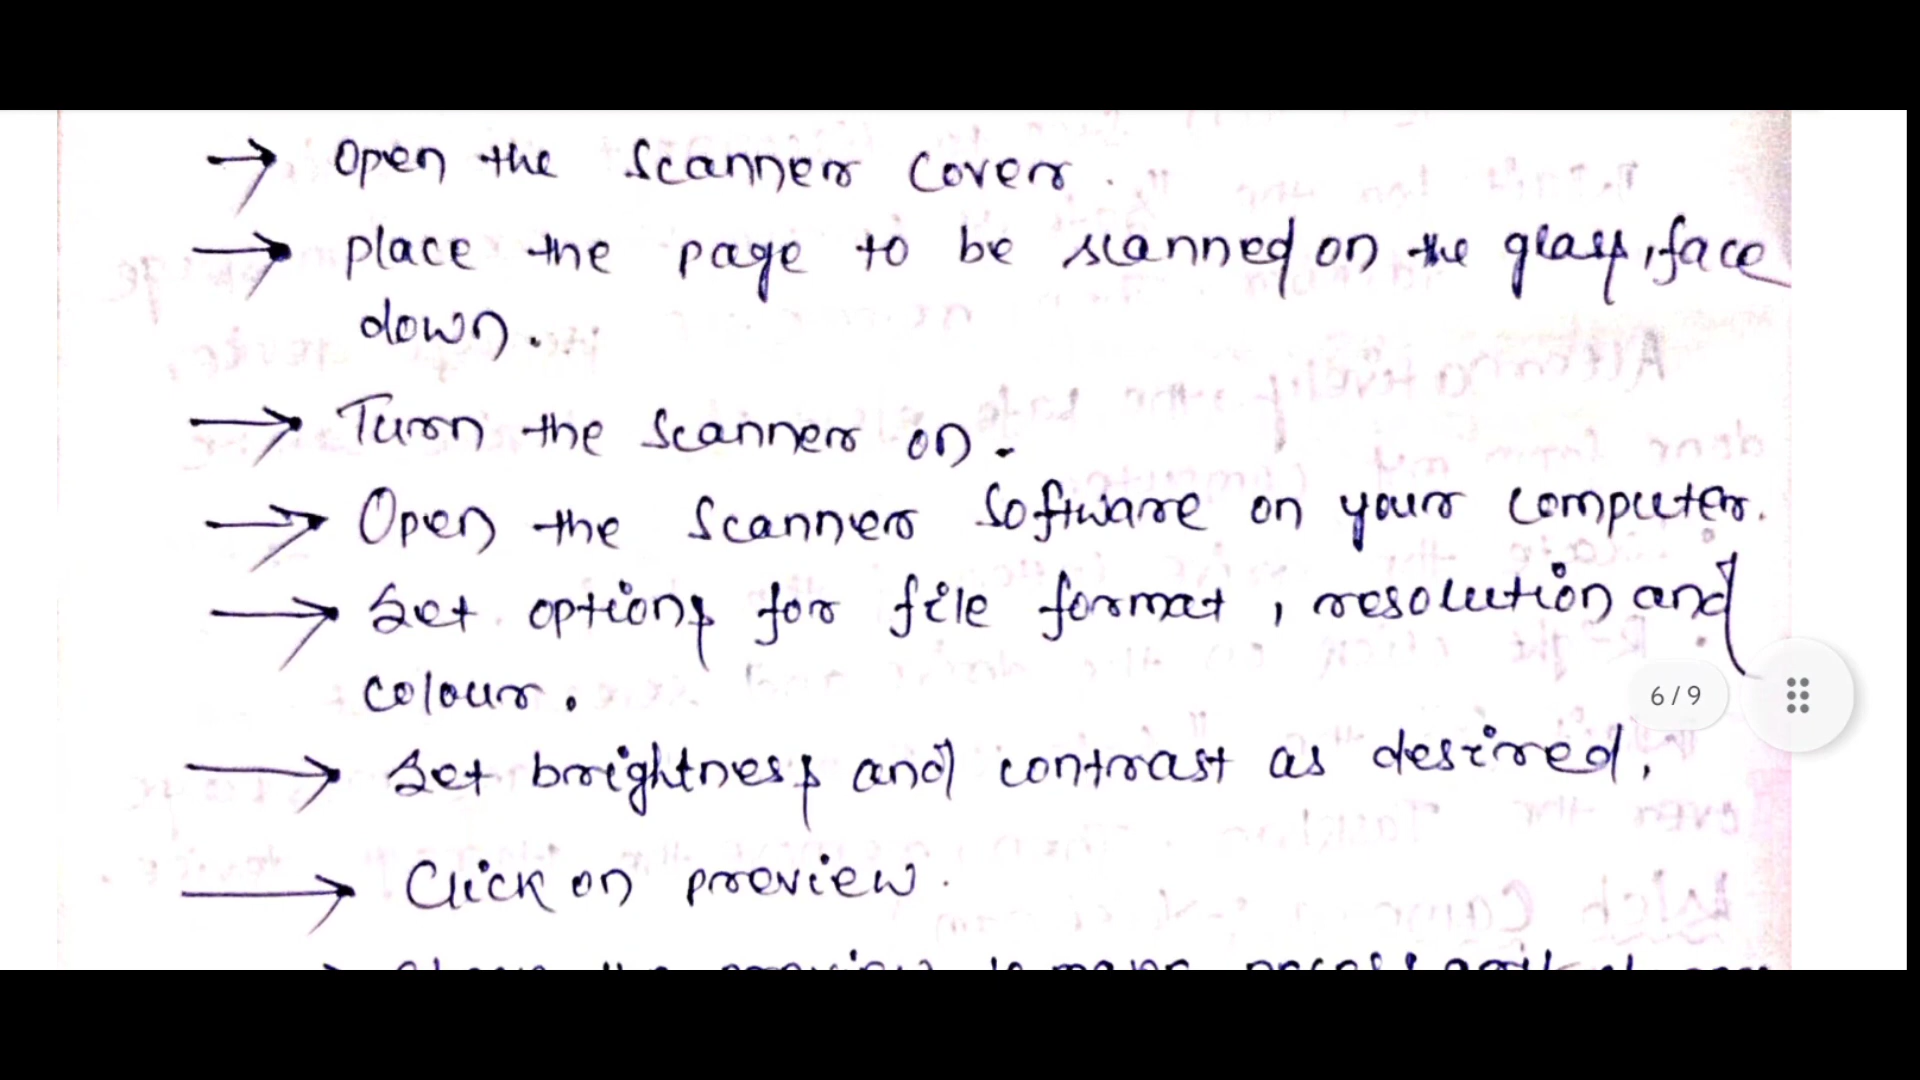 → Open the scanner cover.
→ place the page to be scanned on the glass, face
down.
→ Turn the scanner on.
→ Open the scanner software on your computer.
→ Set options for file format, resolution and
colour.
6 / 9
→ Set brightness and contrast as desired.
→ Click on preview.